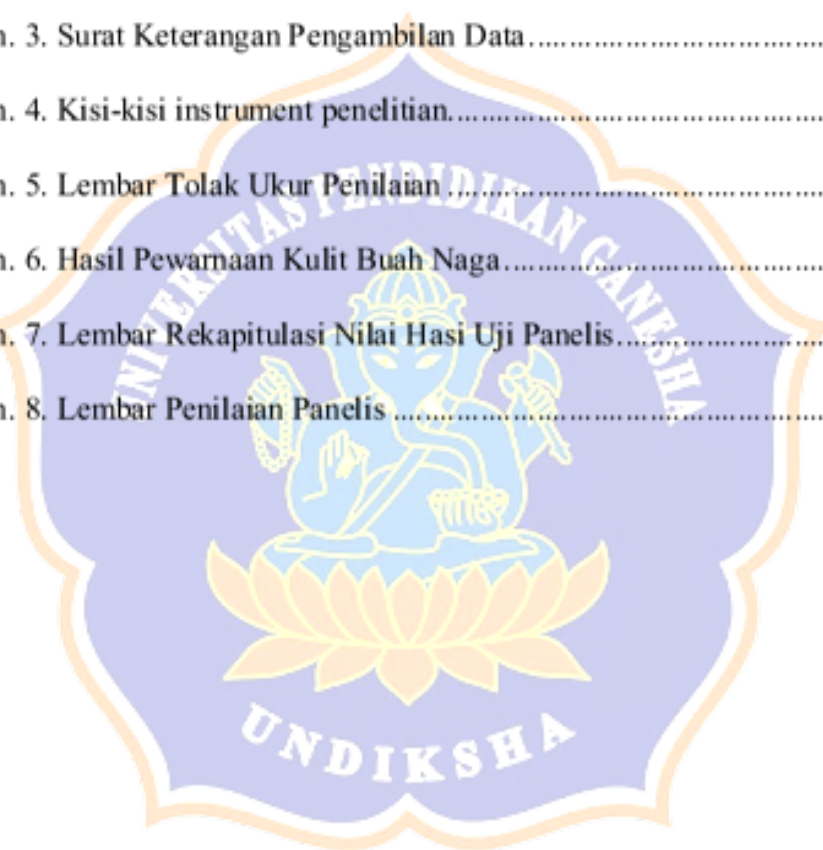 n. 3. Surat Keterangan Pengambilan Data
n. 4. Kisi-kisi instrument penelitian.
n. 5. Lembar Tolak Ukur Penilaian
n. 6. Hasil Pewarnaan Kulit Buah Naga
n. 7. Lembar Rekapitulasi Nilai Hasi Uji Panelis
n. 8. Lembar Penilaian Panelis
UNIVERSITAS PENDIDIKAN GANESHA
UNDIKSHA